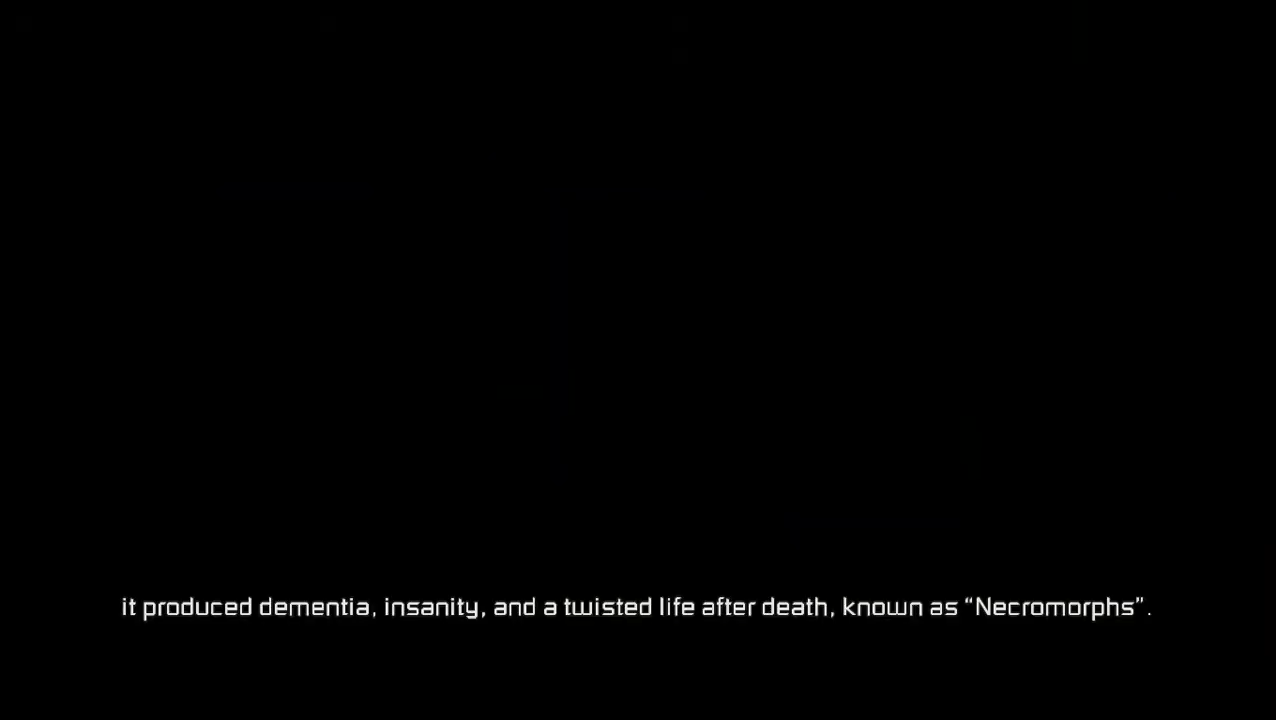 it produced dementia, insanity, and a twisted life after death, known as “Necromorphs”.